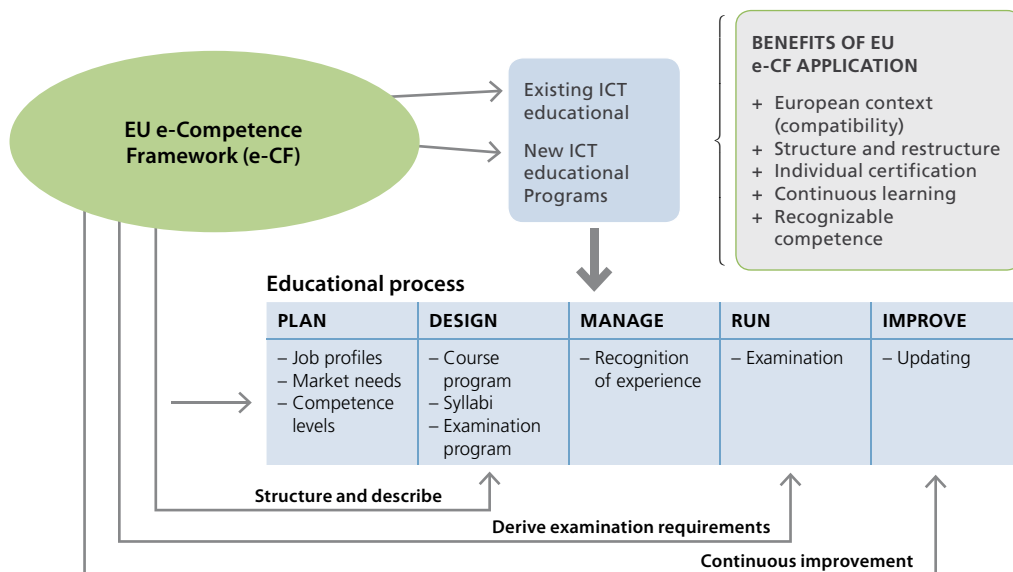 EU e-Competence
Framework (e-CF)
Existing ICT
educational
New ICT
educational
Programs
BENEFITS OF EU
e-CF APPLICATION
+ European context
(compatibility)
+ Structure and restructure
+ Individual certification
+ Continuous learning
+ Recognizable
competence
Educational process
PLAN
– Job profiles
– Market needs
– Competence
levels
DESIGN
– Course
program
– Syllabi
– Examination
program
MANAGE
– Recognition
of experience
RUN
– Examination
IMPROVE
– Updating
Structure and describe
Derive examination requirements
Continuous improvement